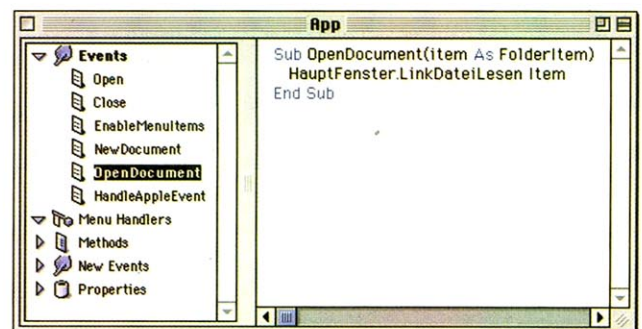 App
Events
Open
Close
EnableMenuItems
NewDocument
OpenDocument
HandleAppleEvent
Menu Handlers
Methods
New Events
Properties
Sub OpenDocument(item As FolderItem)
HauptFenster.LinkDateiLesen Item
End Sub